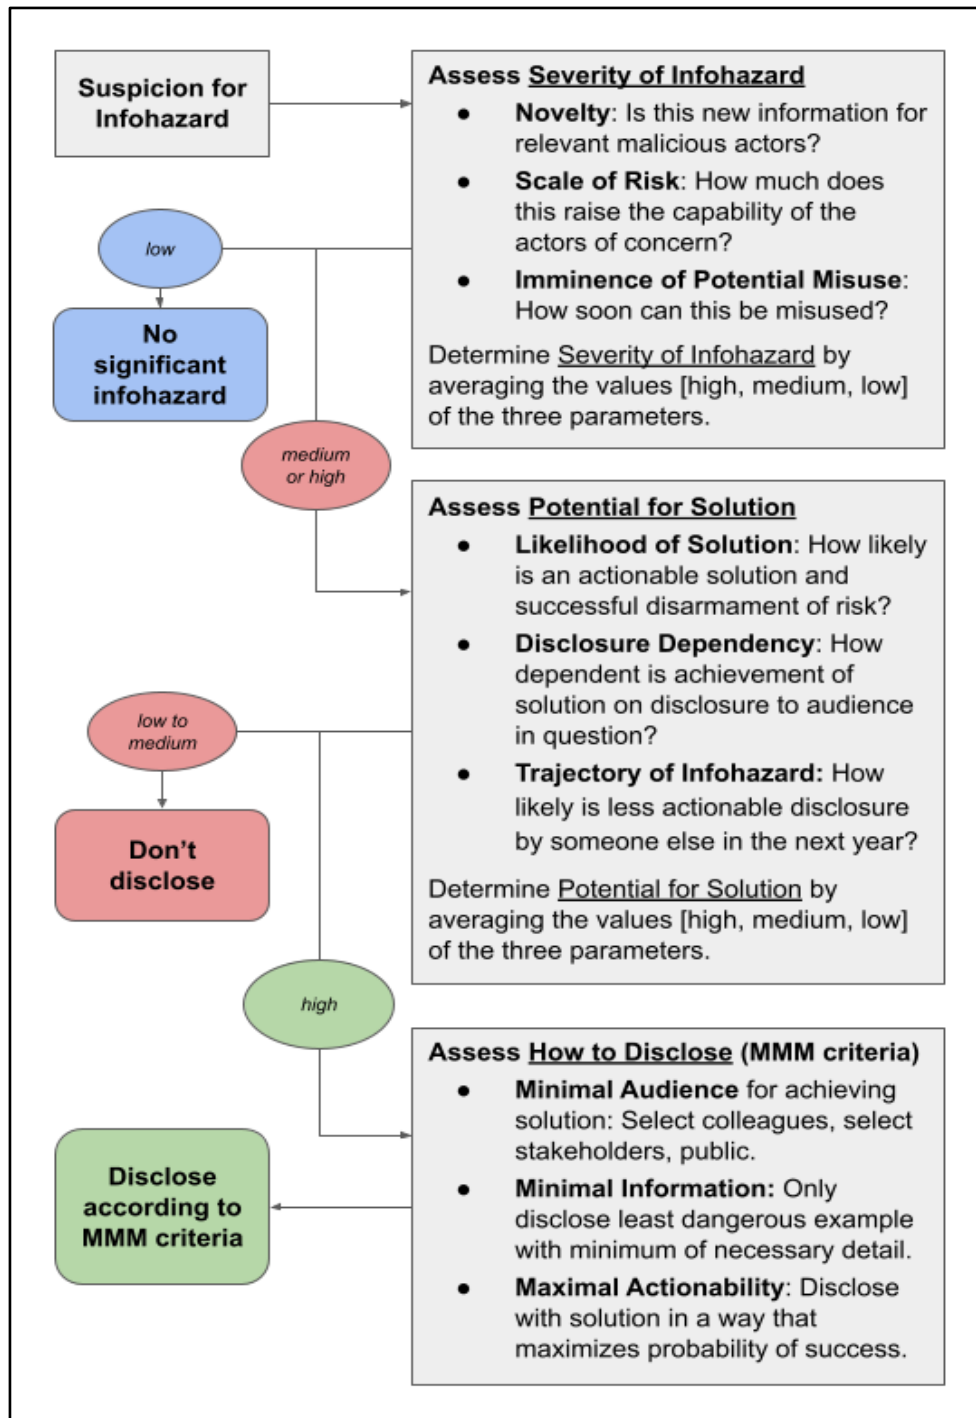 Suspicion for
Infohazard
Assess Severity of Infohazard
● Novelty: Is this new information for
relevant malicious actors?
● Scale of Risk: How much does
this raise the capability of the
actors of concern?
● Imminence of Potential Misuse:
How soon can this be misused?
Determine Severity of Infohazard by
averaging the values [high, medium, low]
of the three parameters.
low
No
significant
infohazard
medium
or high
Assess Potential for Solution
● Likelihood of Solution: How likely
is an actionable solution and
successful disarmament of risk?
● Disclosure Dependency: How
dependent is achievement of
solution on disclosure to audience
in question?
● Trajectory of Infohazard: How
likely is less actionable disclosure
by someone else in the next year?
Determine Potential for Solution by
averaging the values [high, medium, low]
of the three parameters.
low to
medium
Don’t
disclose
high
Assess How to Disclose (MMM criteria)
● Minimal Audience for achieving
solution: Select colleagues, select
stakeholders, public.
● Minimal Information: Only
disclose least dangerous example
with minimum of necessary detail.
● Maximal Actionability: Disclose
with solution in a way that
maximizes probability of success.
Disclose
according to
MMM criteria